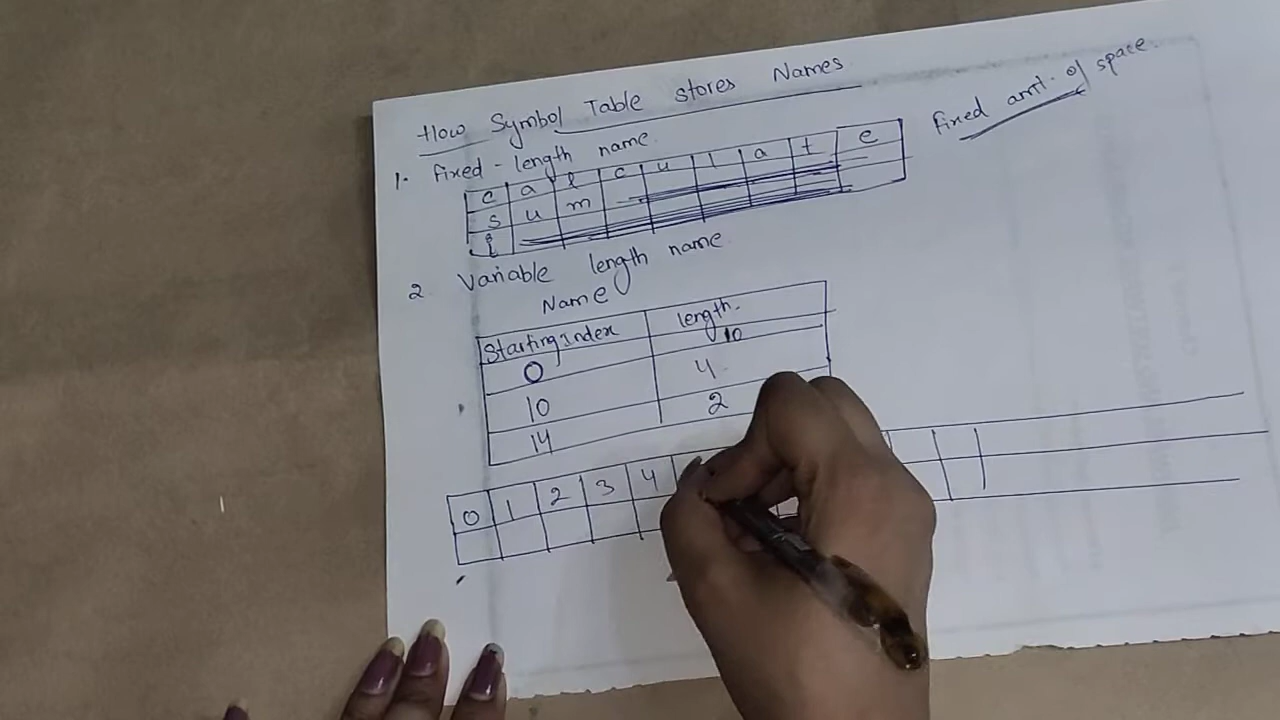 How Symbol Table stores Names
fixed amt. of space.
1. fixed-length name.
c a l c u l a t e
s u m
i
2 Variable length name
Name
Starting Index length.
0 10
10 4
14 2
0 1 2 3 4